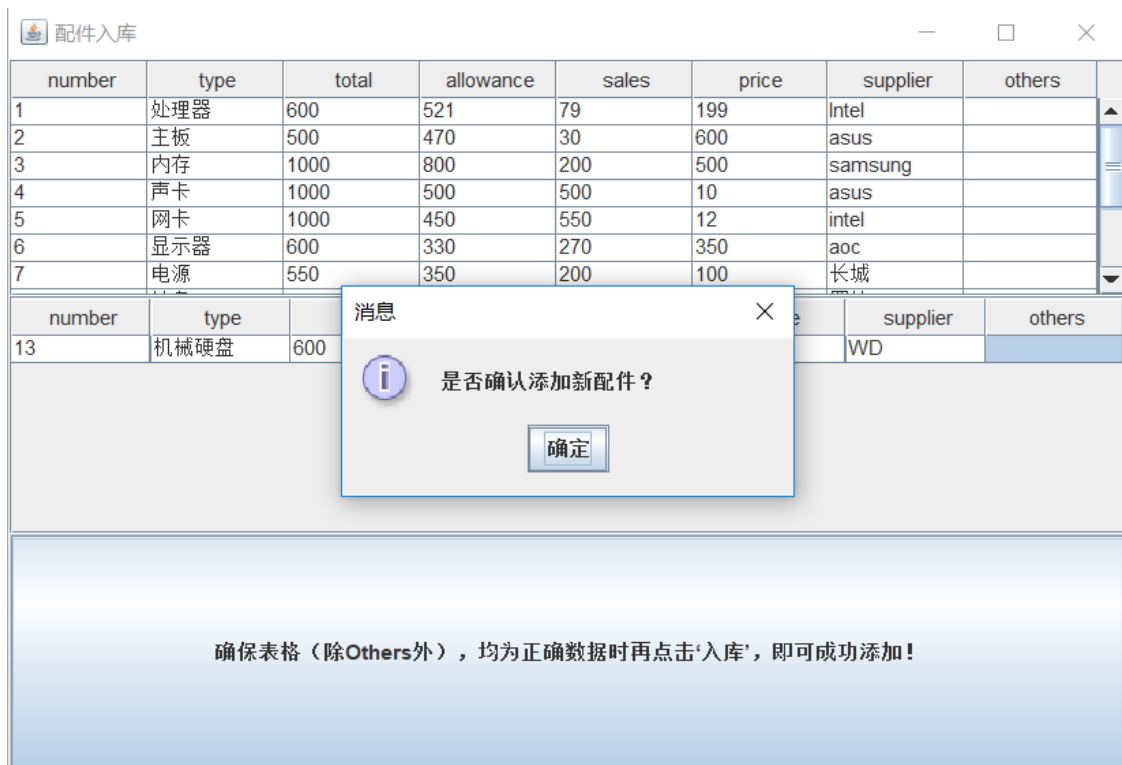 配件入库
number type total allowance sales price supplier others
1 处理器 600 521 79 199 Intel
2 主板 500 470 30 600 asus
3 内存 1000 800 200 500 samsung
4 声卡 1000 500 500 10 asus
5 网卡 1000 450 550 12 intel
6 显示器 600 330 270 350 aoc
7 电源 550 350 200 100 长城
number type supplier others
13 机械硬盘 600 WD
消息
是否确认添加新配件？
确定
确保表格（除Others外），均为正确数据时再点击‘入库’，即可成功添加！